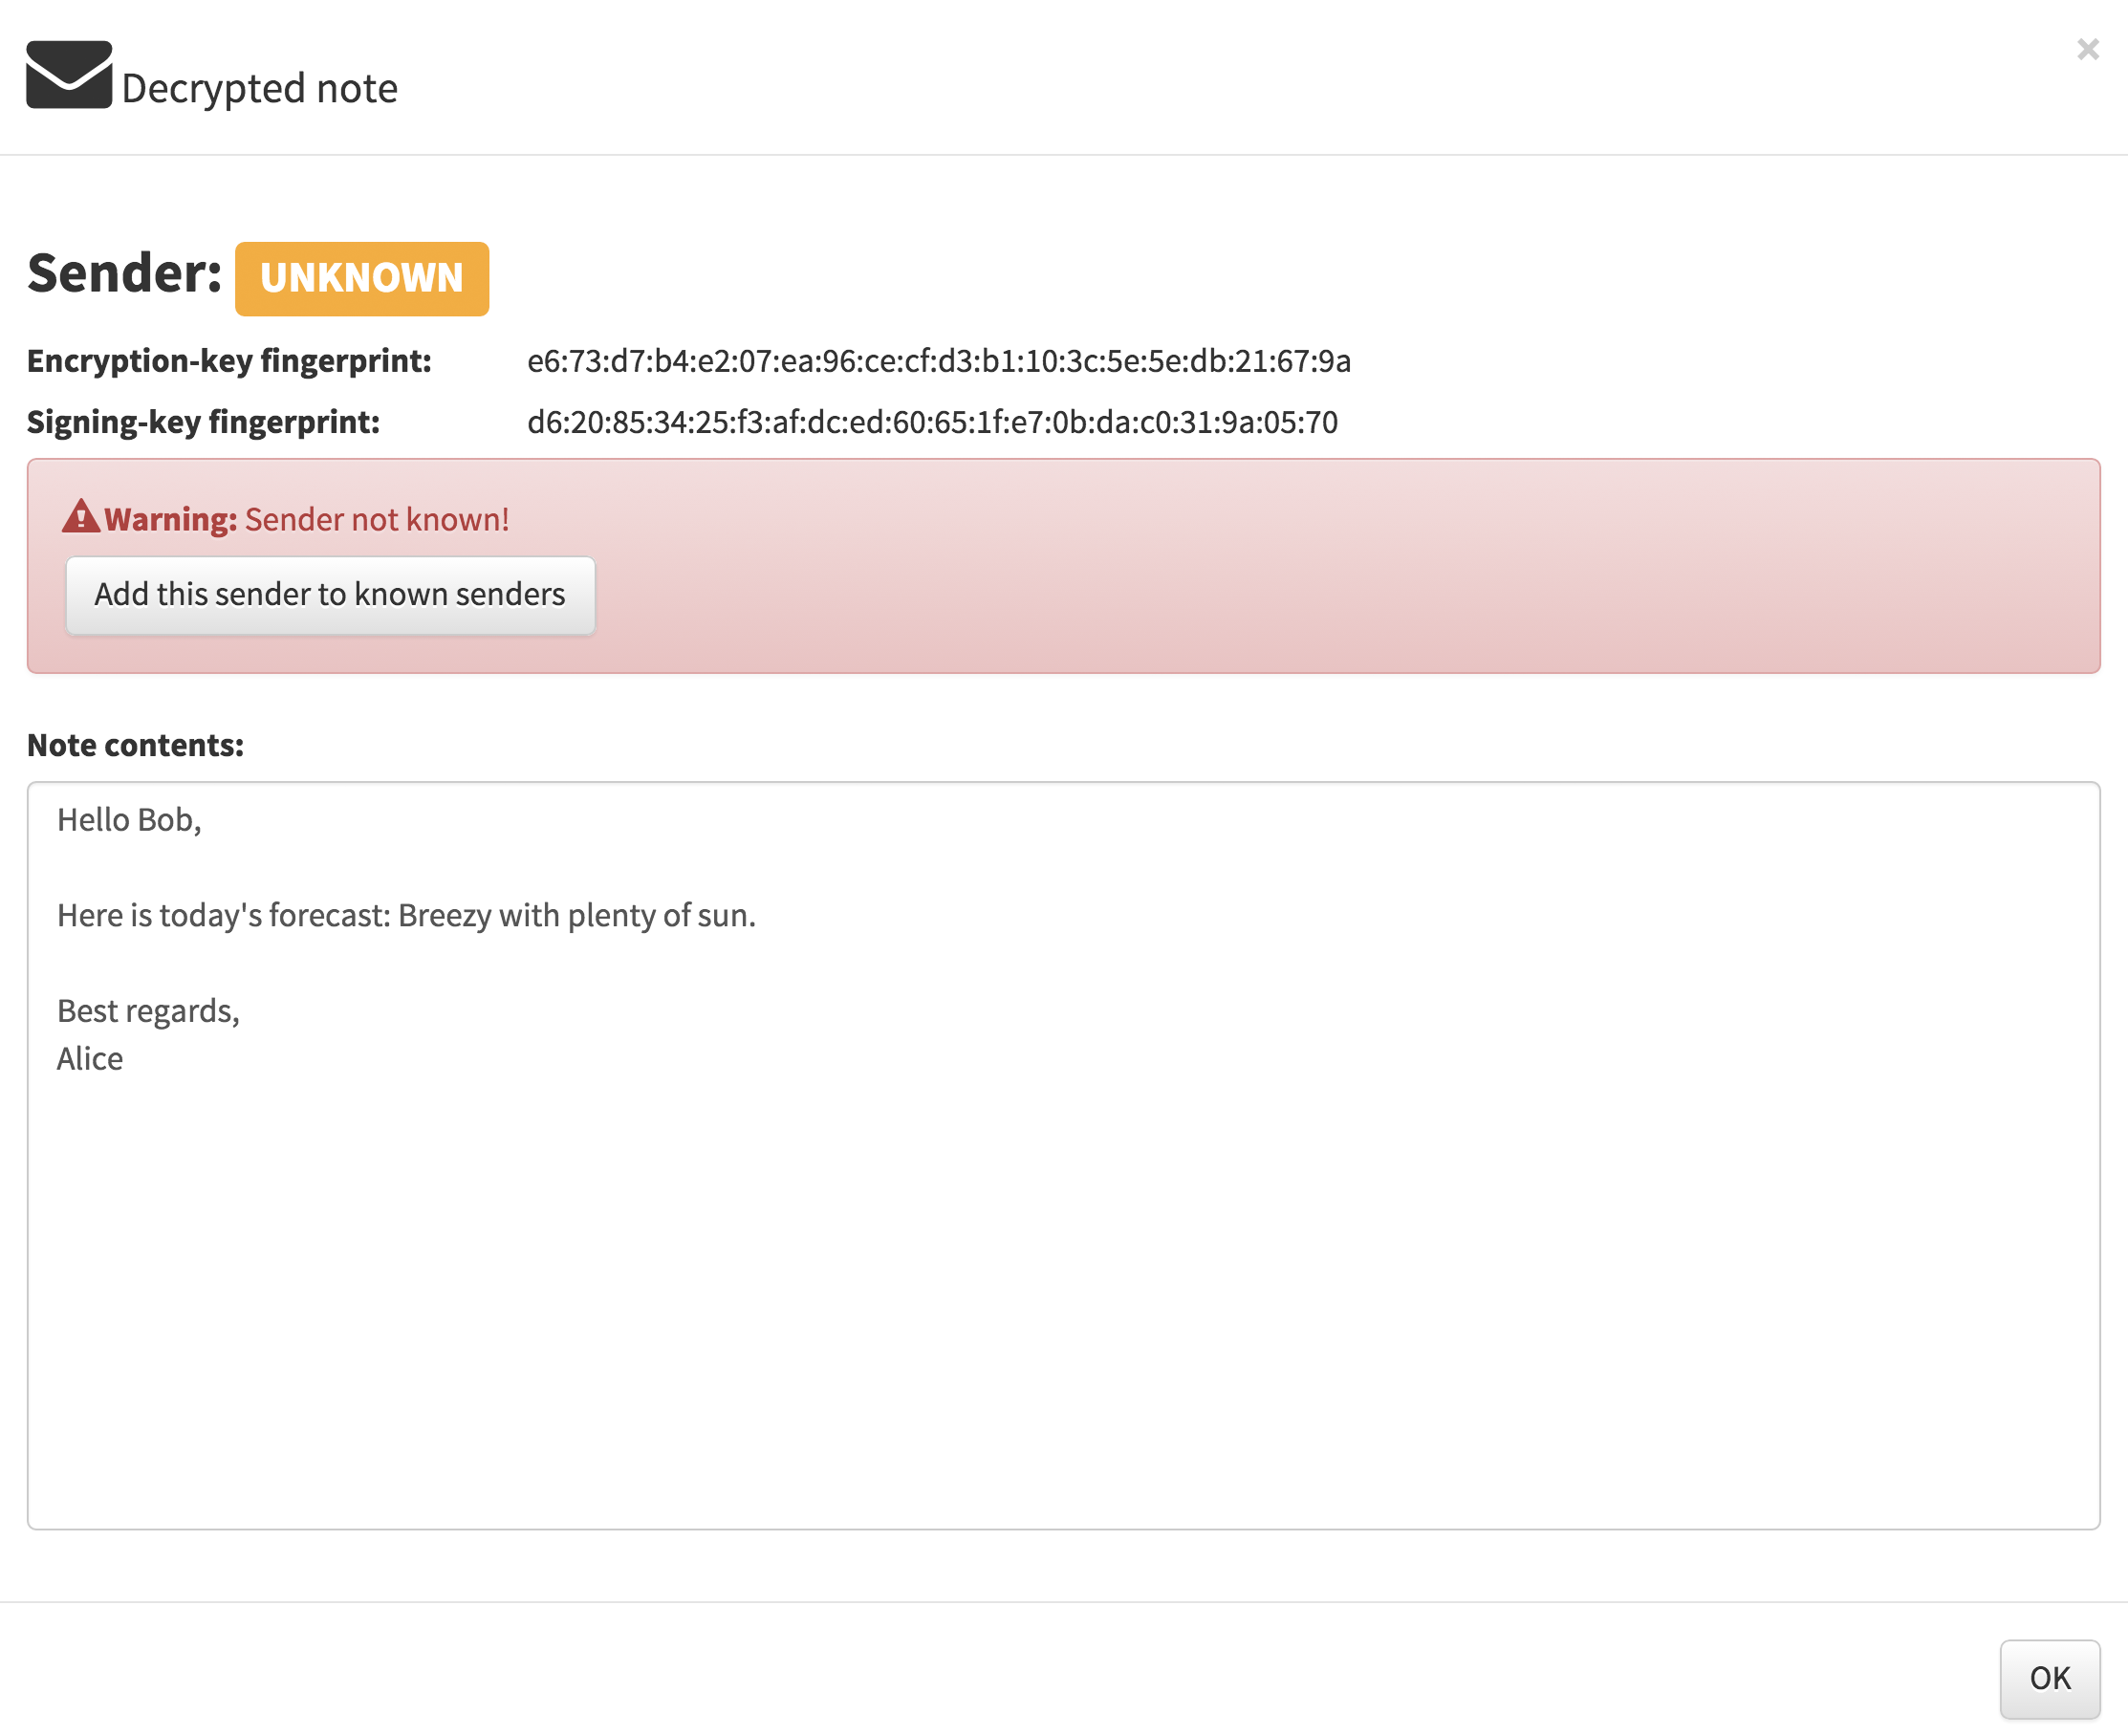 Decrypted note
×
Sender: UNKNOWN
Encryption-key fingerprint: e6:73:d7:b4:e2:07:ea:96:ce:cf:d3:b1:10:3c:5e:5e:db:21:67:9a
Signing-key fingerprint: d6:20:85:34:25:f3:af:dc:ed:60:65:1f:e7:0b:da:c0:31:9a:05:70
Warning: Sender not known!
Add this sender to known senders
Note contents:
Hello Bob,
Here is today's forecast: Breezy with plenty of sun.
Best regards,
Alice
OK